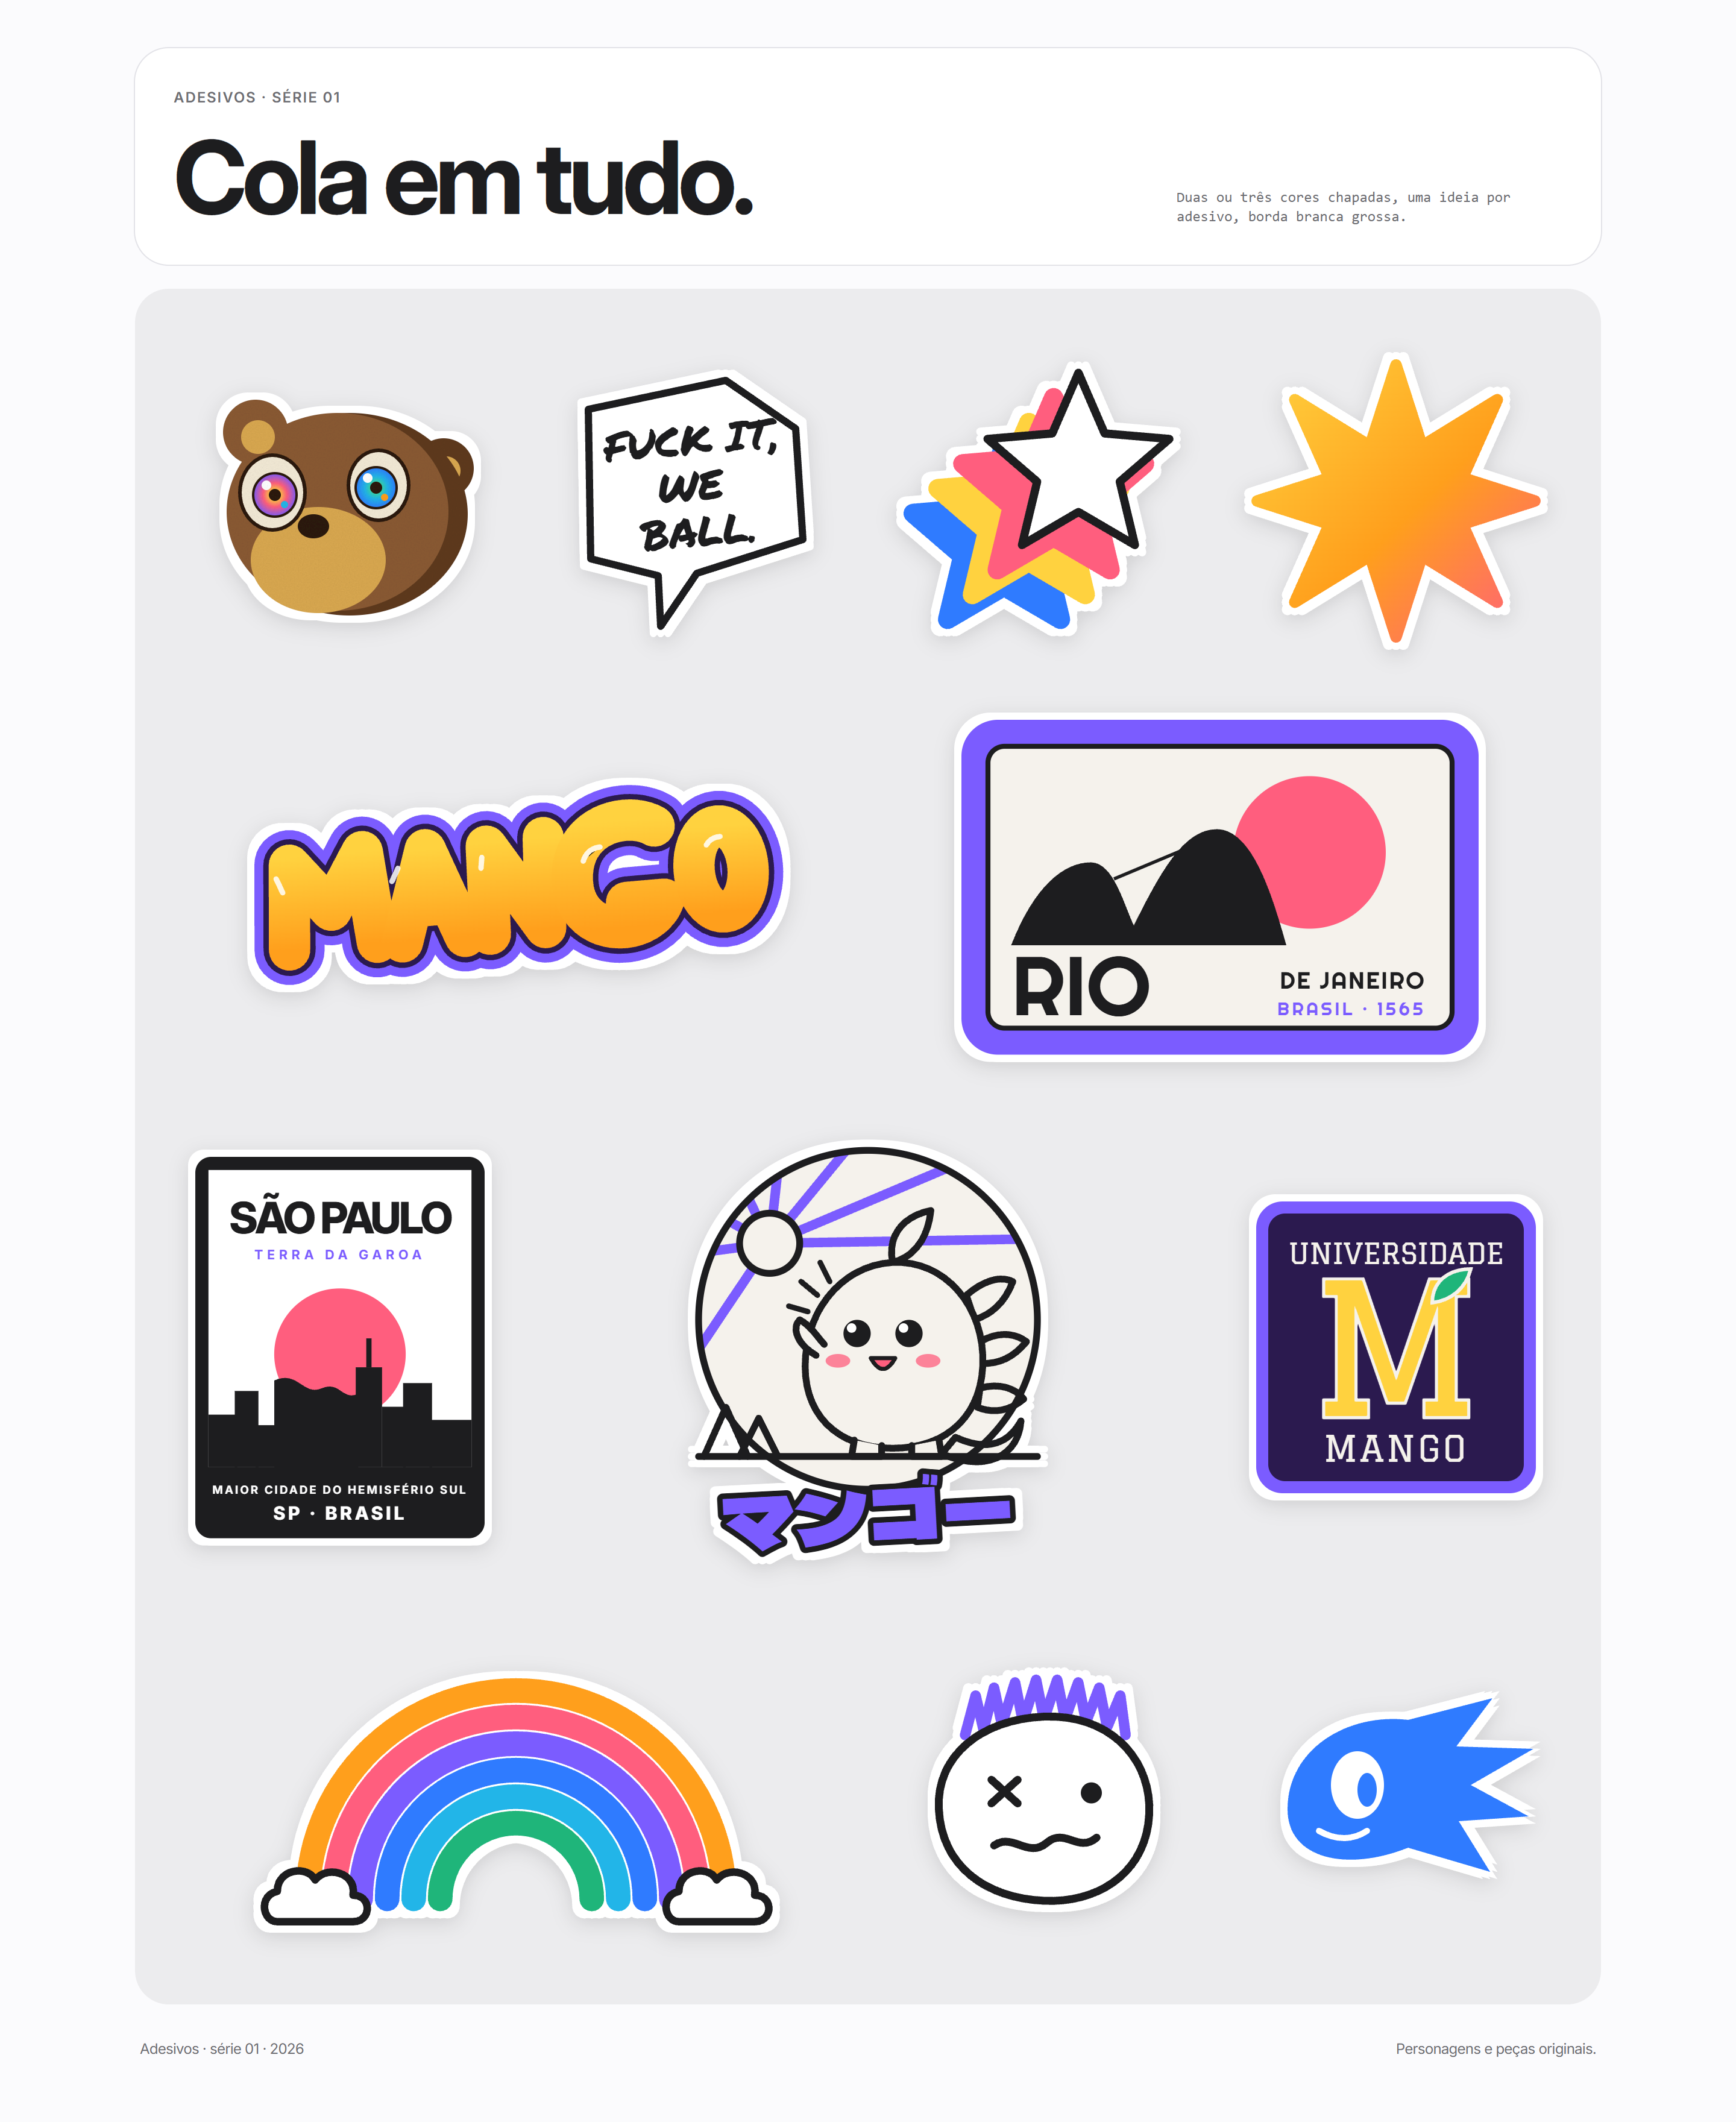 ADESIVOS · SÉRIE 01
Cola em tudo.
Duas ou três cores chapadas, uma ideia por
adesivo, borda branca grossa.
FUCK IT,
WE
BALL.
MANGO
RIO
DE JANEIRO
BRASIL · 1565
SÃO PAULO
TERRA DA GAROA
MAIOR CIDADE DO HEMISFÉRIO SUL
SP · BRASIL
マンゴー
UNIVERSIDADE
M
MANGO
Adesivos · série 01 · 2026
Personagens e peças originais.